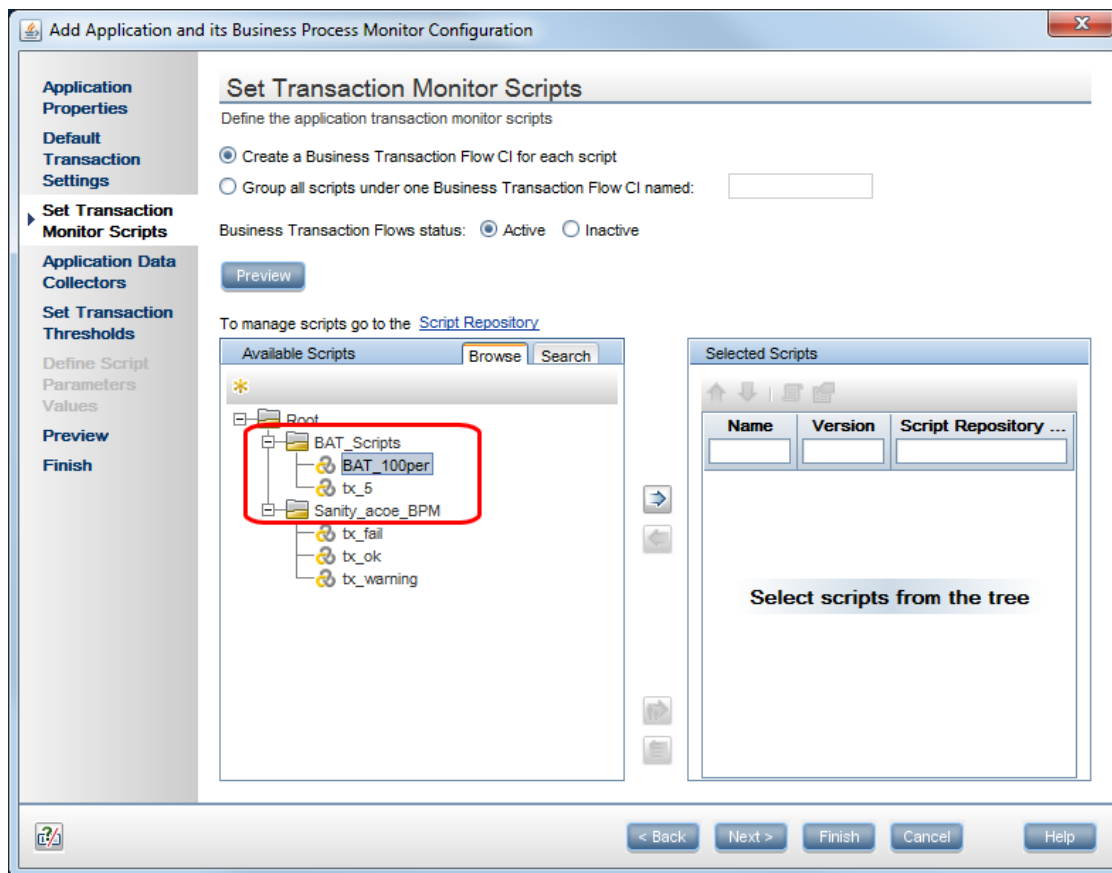 Add Application and its Business Process Monitor Configuration
Application
Properties
Default
Transaction
Settings
Set Transaction
Monitor Scripts
Application Data
Collectors
Set Transaction
Thresholds
Define Script
Parameters
Values
Preview
Finish
Set Transaction Monitor Scripts
Define the application transaction monitor scripts
Create a Business Transaction Flow CI for each script
Group all scripts under one Business Transaction Flow CI named:
Business Transaction Flows status: Active Inactive
Preview
To manage scripts go to the Script Repository
Available Scripts Browse Search
Root
BAT_Scripts
BAT_100per
tx_5
Sanity_acoe_BPM
tx_fail
tx_ok
tx_warning
Selected Scripts
Name Version Script Repository ...
Select scripts from the tree
< Back Next > Finish Cancel Help